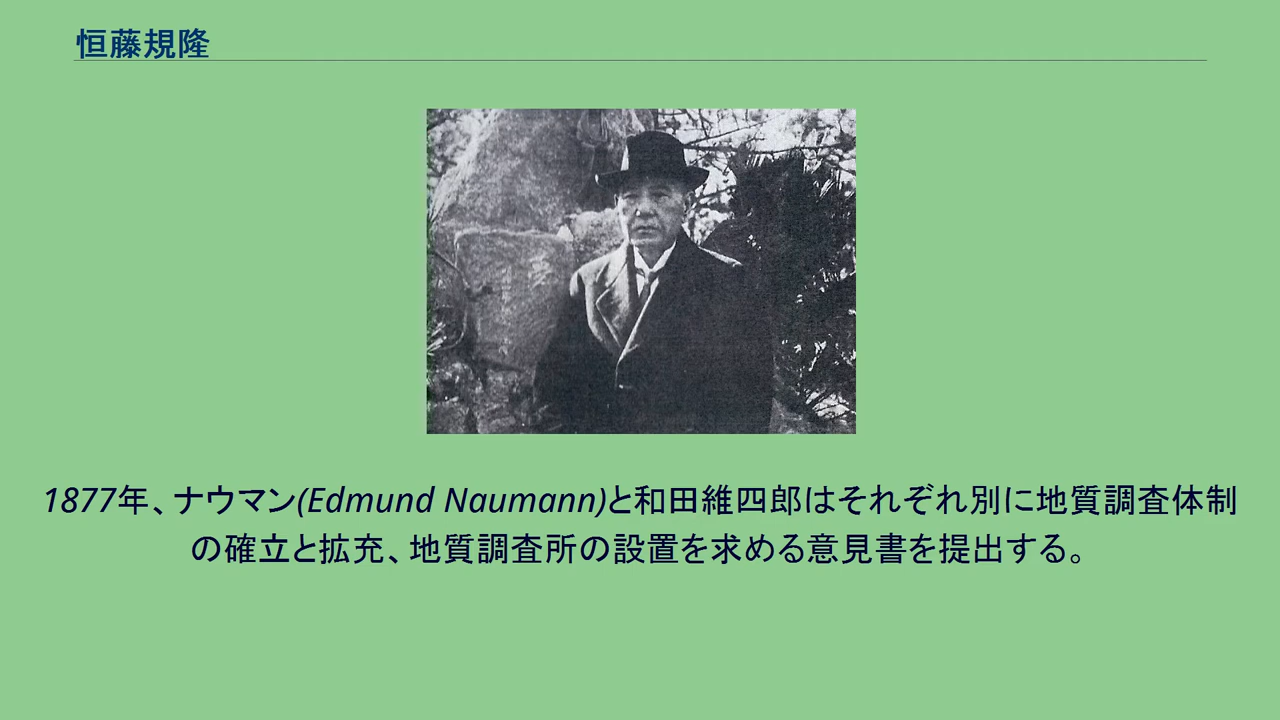 恒藤規隆
1877年、ナウマン(Edmund Naumann)と和田維四郎はそれぞれ別に地質調査体制
の確立と拡充、地質調査所の設置を求める意見書を提出する。